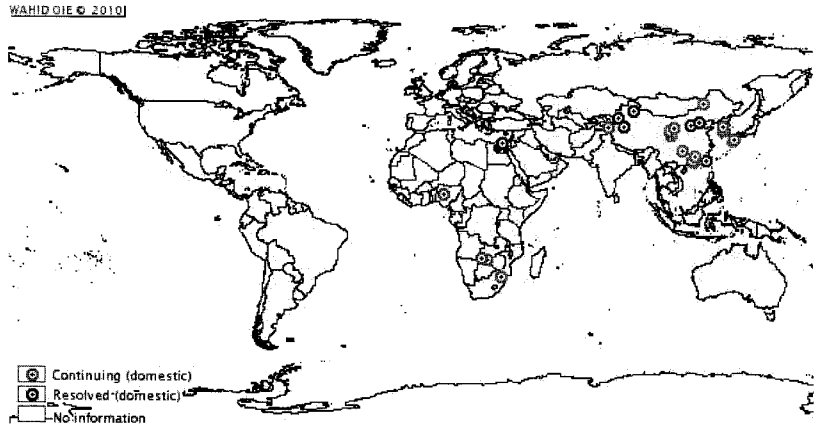 WAHID OIE © 2010
Continuing (domestic)
Resolved (domestic)
No information